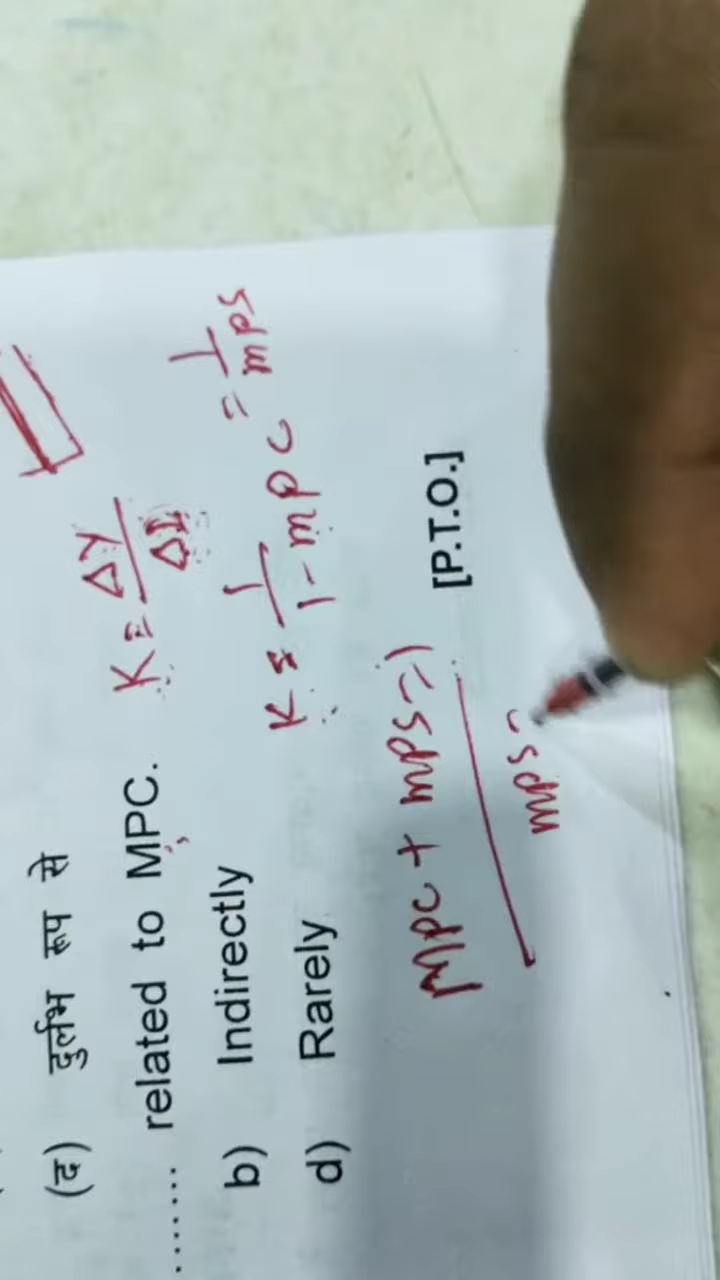 (द) दुर्लभ रूप से
....... related to MPC.
K = ΔY / ΔI
b) Indirectly
K = 1 / 1 - mpc = 1 / mps
d) Rarely
Mpc + mps = 1
[P.T.O.]
mps =